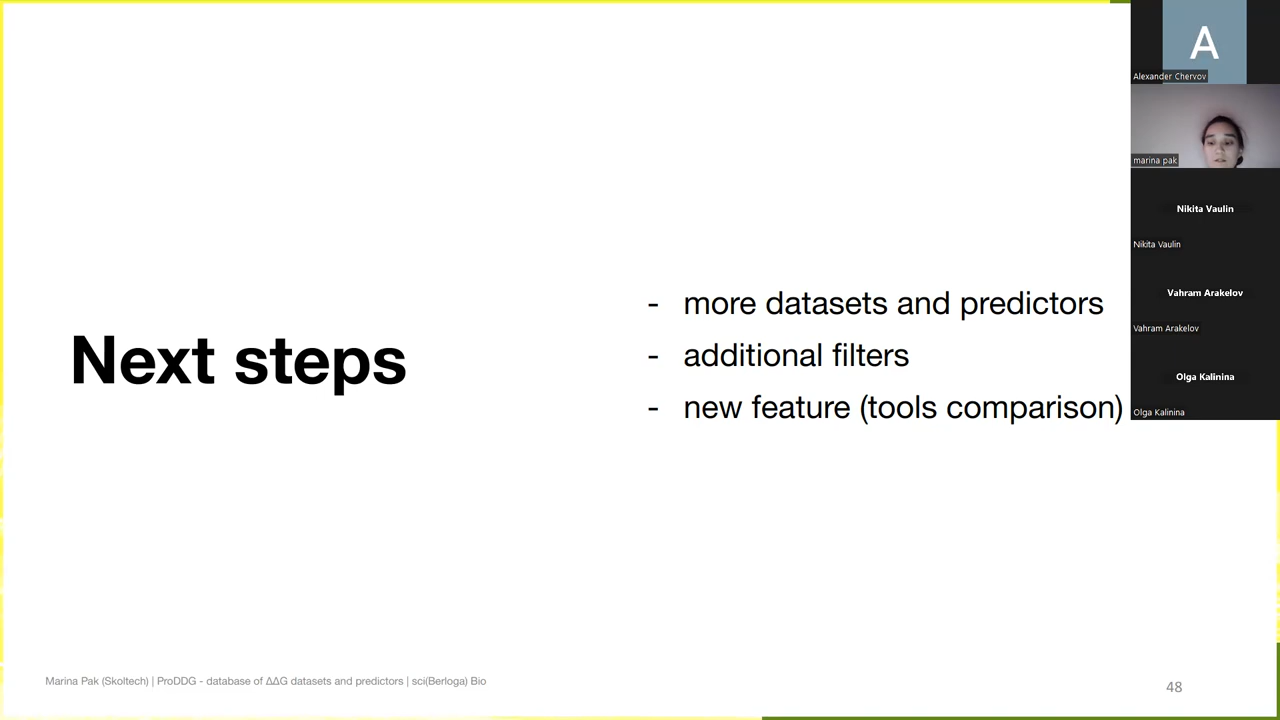 A
Alexander Chervov
marina pak
Nikita Vaulin
Nikita Vaulin
Vahram Arakelov
Vahram Arakelov
Olga Kalinina
Olga Kalinina
Next steps
- more datasets and predictors
- additional filters
- new feature (tools comparison)
Marina Pak (Skoltech) | ProDDG - database of ΔΔG datasets and predictors | sci(Berloga) Bio
48